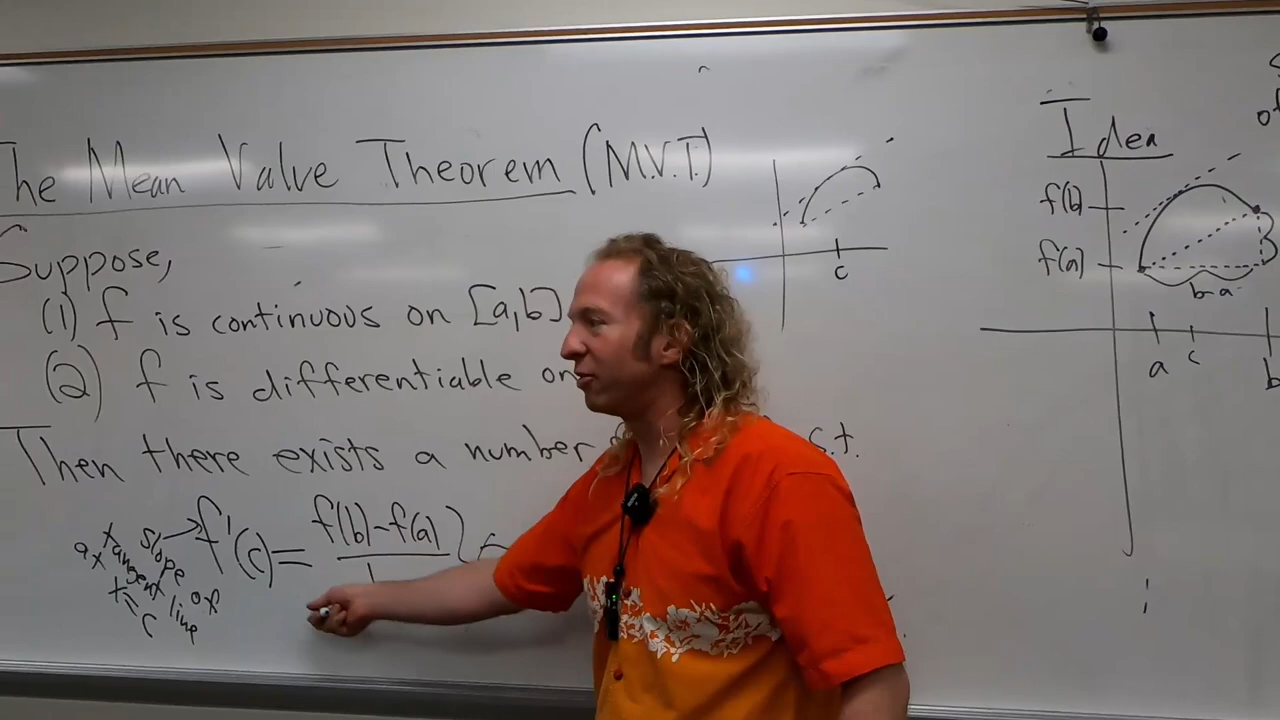 The Mean Value Theorem (M.V.T.)
Suppose,
(1) f is continuous on [a,b]
(2) f is differentiable on
Then there exists a number s.t.
f'(c) = f(b)-f(a)
slope of
tangent line
at x=c
c
Idea
f(b)
f(a)
b-a
a c b